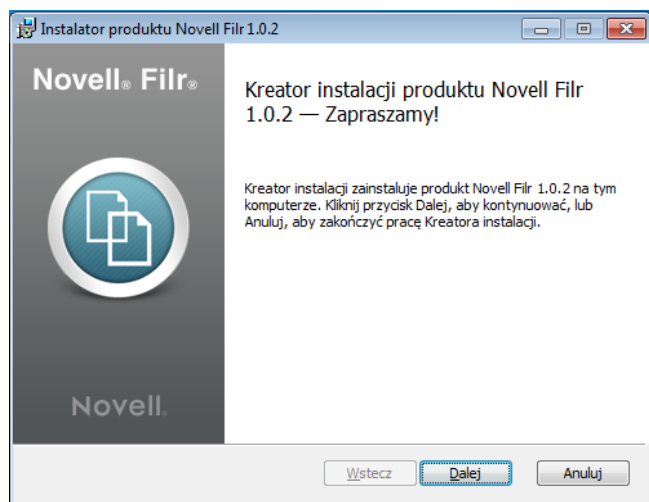 Instalator produktu Novell Filr 1.0.2
Novell® Filr®
Kreator instalacji produktu Novell Filr
1.0.2 — Zapraszamy!
Kreator instalacji zainstaluje produkt Novell Filr 1.0.2 na tym
komputerze. Kliknij przycisk Dalej, aby kontynuować, lub
Anuluj, aby zakończyć pracę Kreatora instalacji.
Novell®
Wstecz Dalej Anuluj